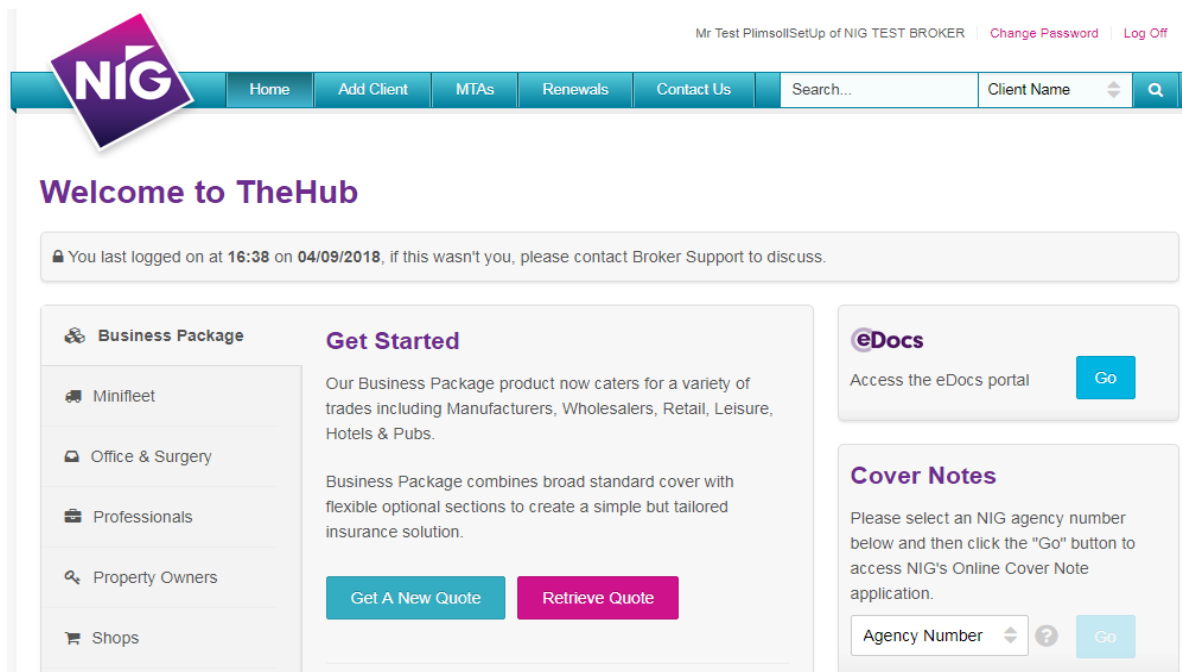 Mr Test PlimsollSetUp of NIG TEST BROKER Change Password Log Off
NIG
Home Add Client MTAs Renewals Contact Us Search... Client Name
Welcome to TheHub
You last logged on at 16:38 on 04/09/2018, if this wasn't you, please contact Broker Support to discuss.
Business Package
Minifleet
Office & Surgery
Professionals
Property Owners
Shops
Get Started
Our Business Package product now caters for a variety of
trades including Manufacturers, Wholesalers, Retail, Leisure,
Hotels & Pubs.
Business Package combines broad standard cover with
flexible optional sections to create a simple but tailored
insurance solution.
Get A New Quote Retrieve Quote
eDocs
Access the eDocs portal Go
Cover Notes
Please select an NIG agency number
below and then click the "Go" button to
access NIG's Online Cover Note
application.
Agency Number ? Go